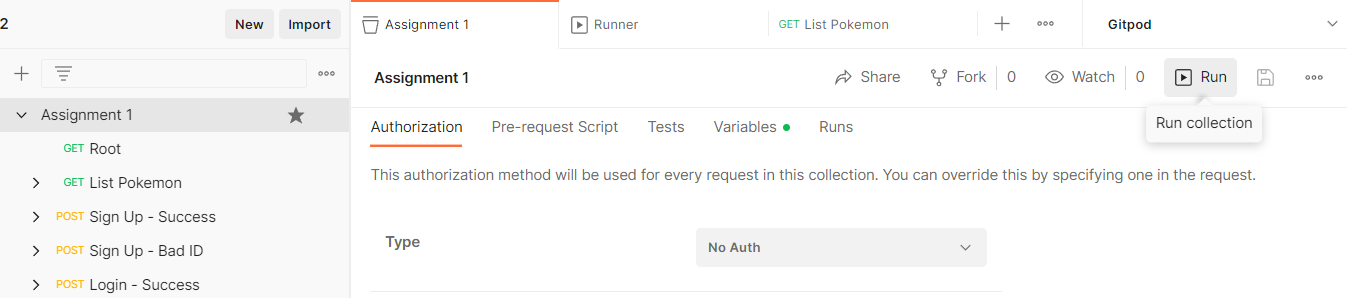 2
New
Import
Assignment 1
Runner
GET List Pokemon
Gitpod
Assignment 1
Share
Fork
0
Watch
0
Run
Run collection
Assignment 1
GET Root
GET List Pokemon
POST Sign Up - Success
POST Sign Up - Bad ID
POST Login - Success
Authorization
Pre-request Script
Tests
Variables
Runs
This authorization method will be used for every request in this collection. You can override this by specifying one in the request.
Type
No Auth